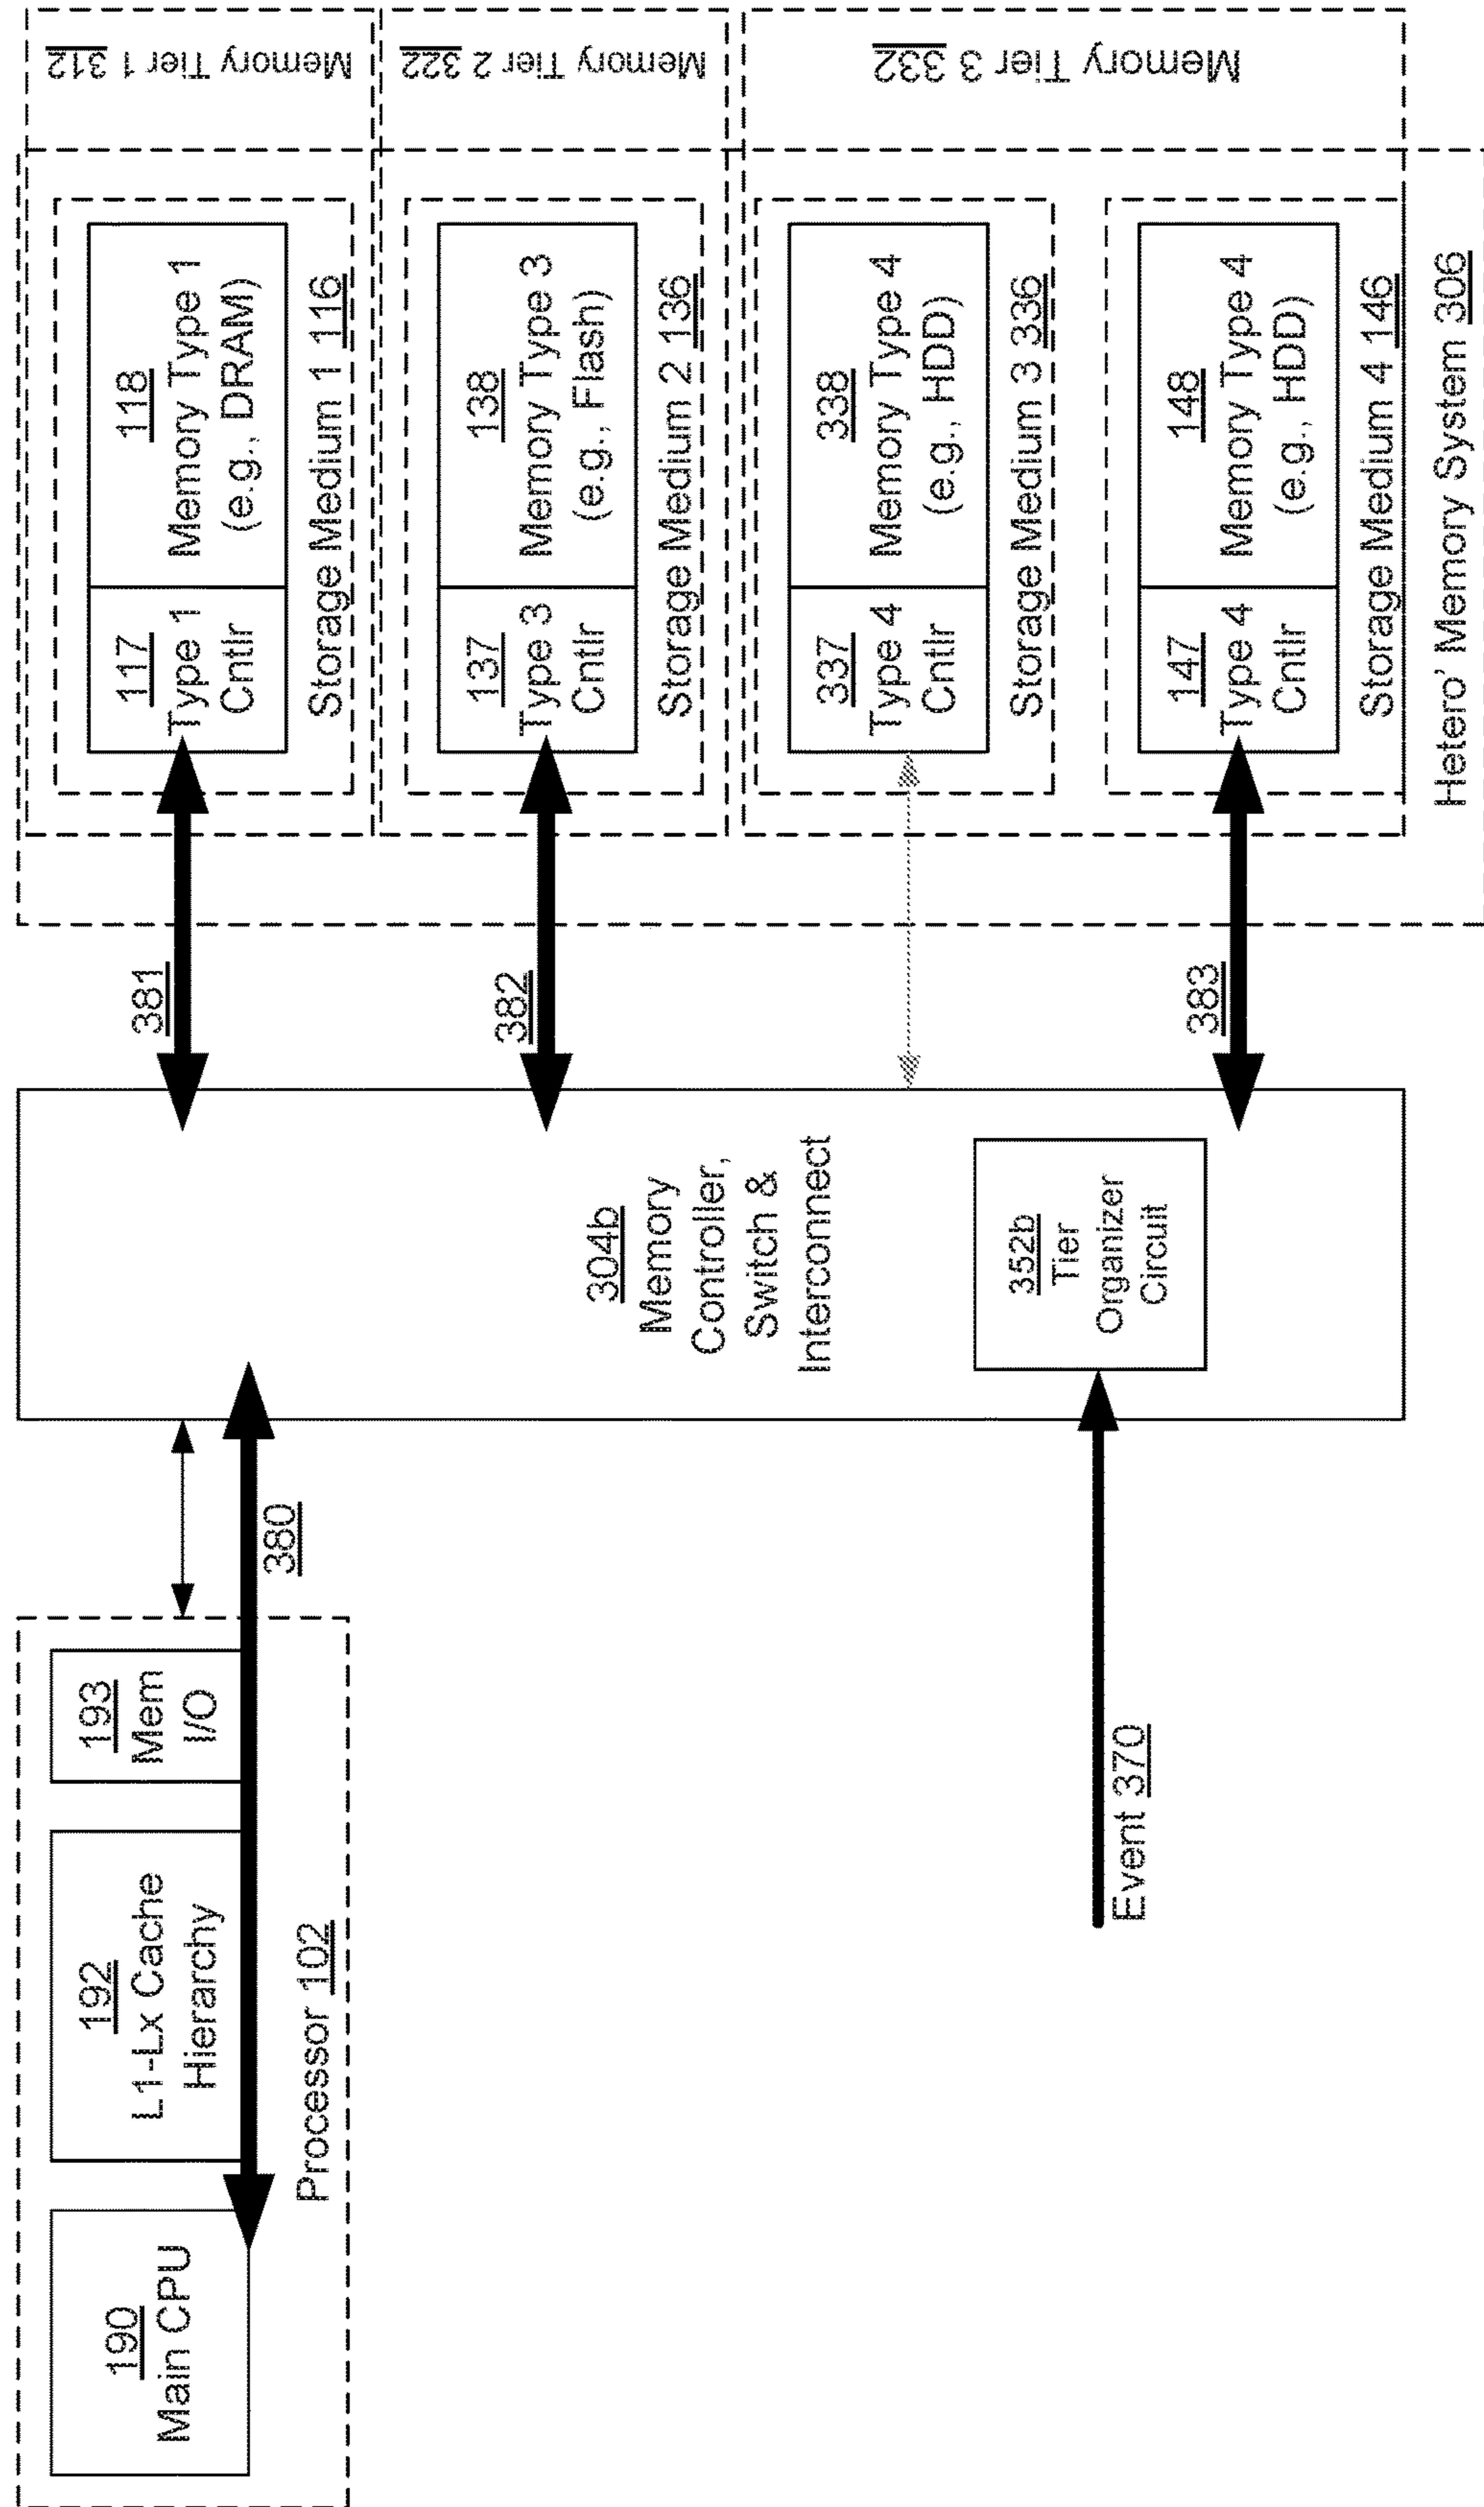 190
Main CPU
192
L1-Lx Cache
Hierarchy
193
Mem
I/O
Processor 102
380
Event 370
304b
Memory
Controller,
Switch &
Interconnect
352b
Tier
Organizer
Circuit
381
382
383
117
Type 1
Cntlr
118
Memory Type 1
(e.g., DRAM)
Storage Medium 1 116
Memory Tier 1 312
137
Type 3
Cntlr
138
Memory Type 3
(e.g., Flash)
Storage Medium 2 136
Memory Tier 2 322
337
Type 4
Cntlr
338
Memory Type 4
(e.g., HDD)
Storage Medium 3 336
147
Type 4
Cntlr
148
Memory Type 4
(e.g., HDD)
Storage Medium 4 146
Memory Tier 3 332
Hetero' Memory System 306